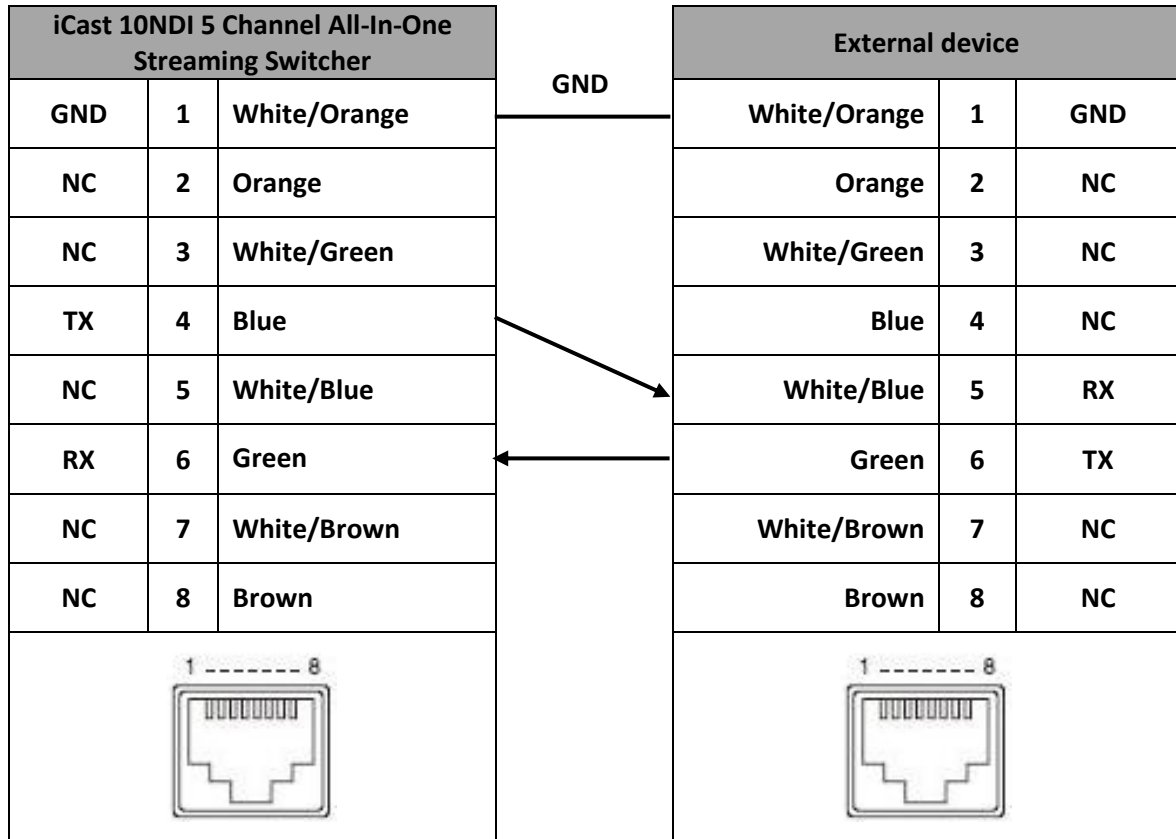 iCast 10NDI 5 Channel All-In-One
Streaming Switcher
GND
External device
GND 1 White/Orange
White/Orange 1 GND
NC 2 Orange
Orange 2 NC
NC 3 White/Green
White/Green 3 NC
TX 4 Blue
Blue 4 NC
NC 5 White/Blue
White/Blue 5 RX
RX 6 Green
Green 6 TX
NC 7 White/Brown
White/Brown 7 NC
NC 8 Brown
Brown 8 NC
1 ------- 8
1 ------- 8